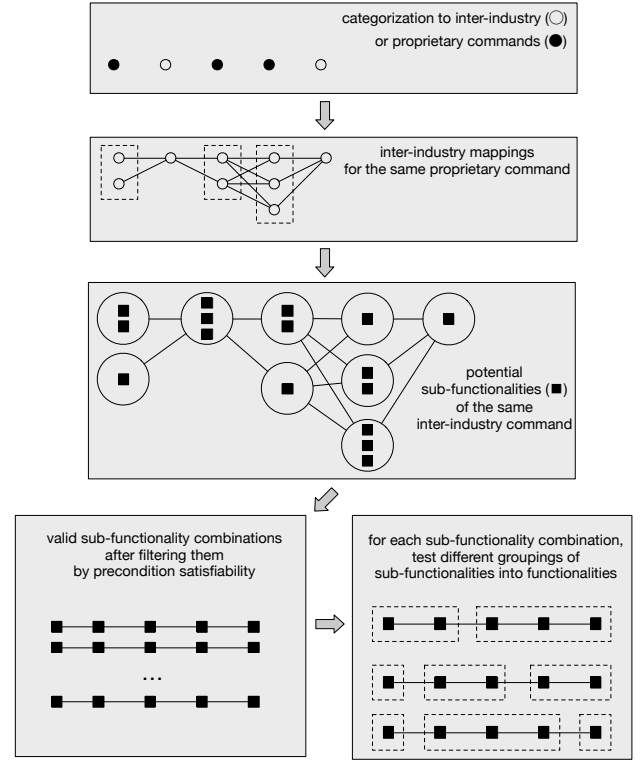 categorization to inter-industry (○)
or proprietary commands (●)
inter-industry mappings
for the same proprietary command
potential
sub-functionalities (■)
of the same
inter-industry command
valid sub-functionality combinations
after filtering them
by precondition satisfiability
...
for each sub-functionality combination,
test different groupings of
sub-functionalities into functionalities